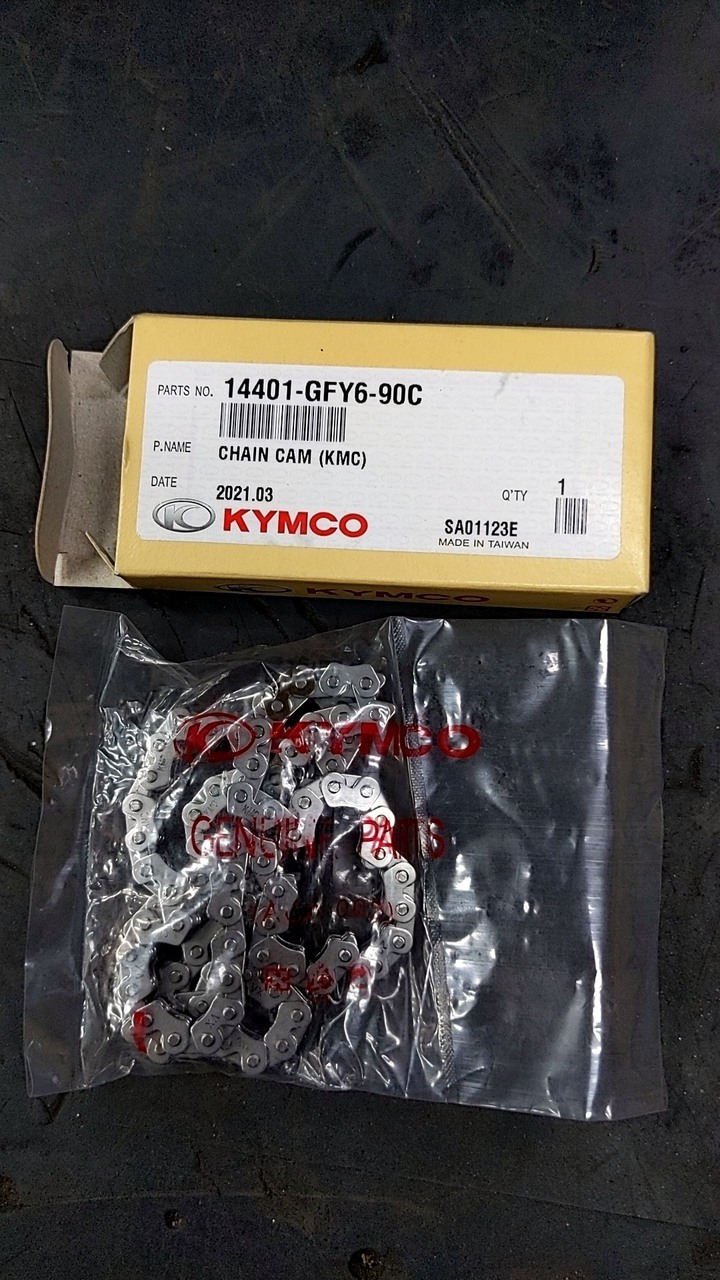 PARTS NO. 14401-GFY6-90C
P.NAME CHAIN CAM (KMC)
DATE 2021.03 Q'TY 1
KYMCO SA01123E
MADE IN TAIWAN
KYMCO
KYMCO
GENUINE PARTS